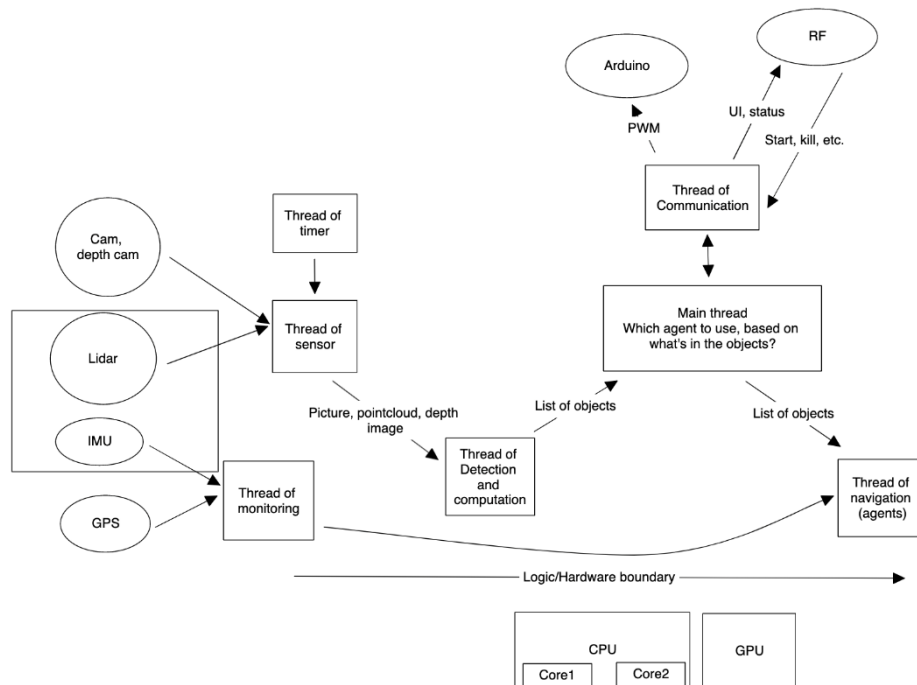 RF
Arduino
UI, status
PWM
Start, kill, etc.
Thread of
Communication
Thread of
timer
Cam,
depth cam
Main thread
Which agent to use, based on
what's in the objects?
Thread of
sensor
Lidar
Picture, pointcloud, depth
image
List of objects
List of objects
IMU
Thread of
Detection
and
computation
Thread of
monitoring
Thread of
navigation
(agents)
GPS
Logic/Hardware boundary
CPU
GPU
Core1
Core2